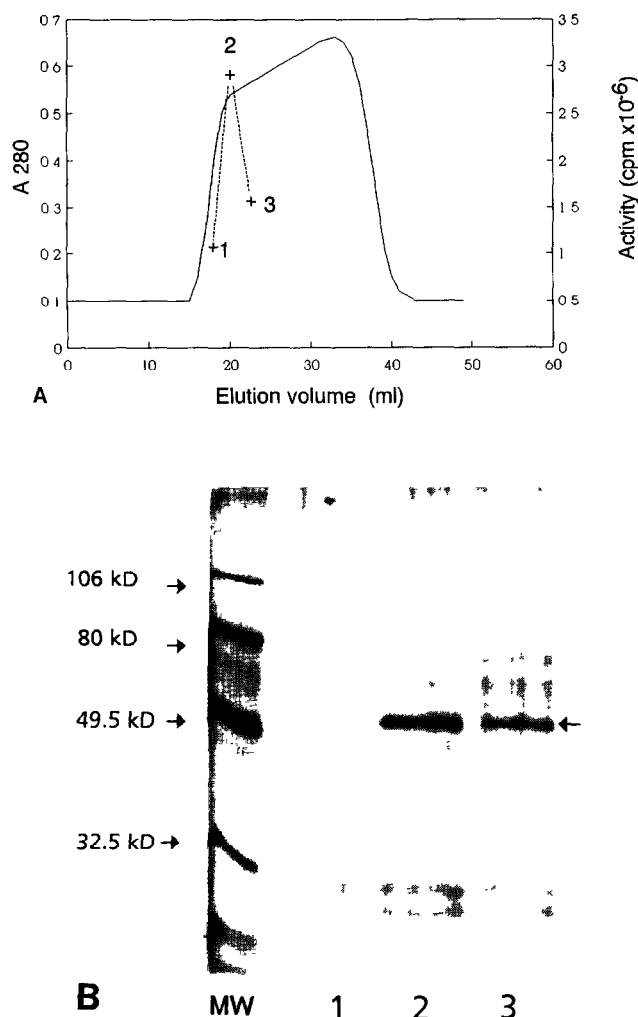 0 7
0 6
0 5
0 4
0 3
0 2
0 1
A 280
3 5
3
2 5
2
1 5
1
0 5
0
Activity (cpm x10-6)
2
1
3
0
10
20
30
40
50
60
A
Elution volume (ml)
106 kD
80 kD
49.5 kD
32.5 kD
B
MW 1 2 3